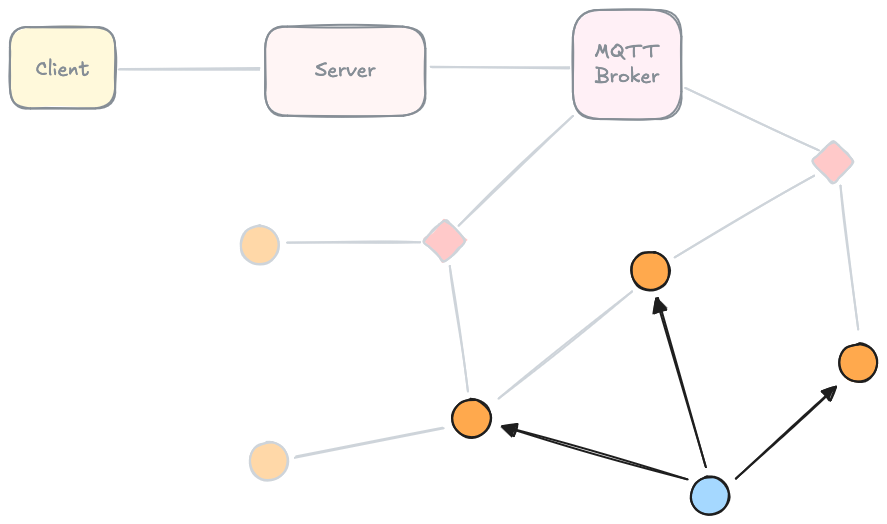 Client
Server
MQTT
Broker